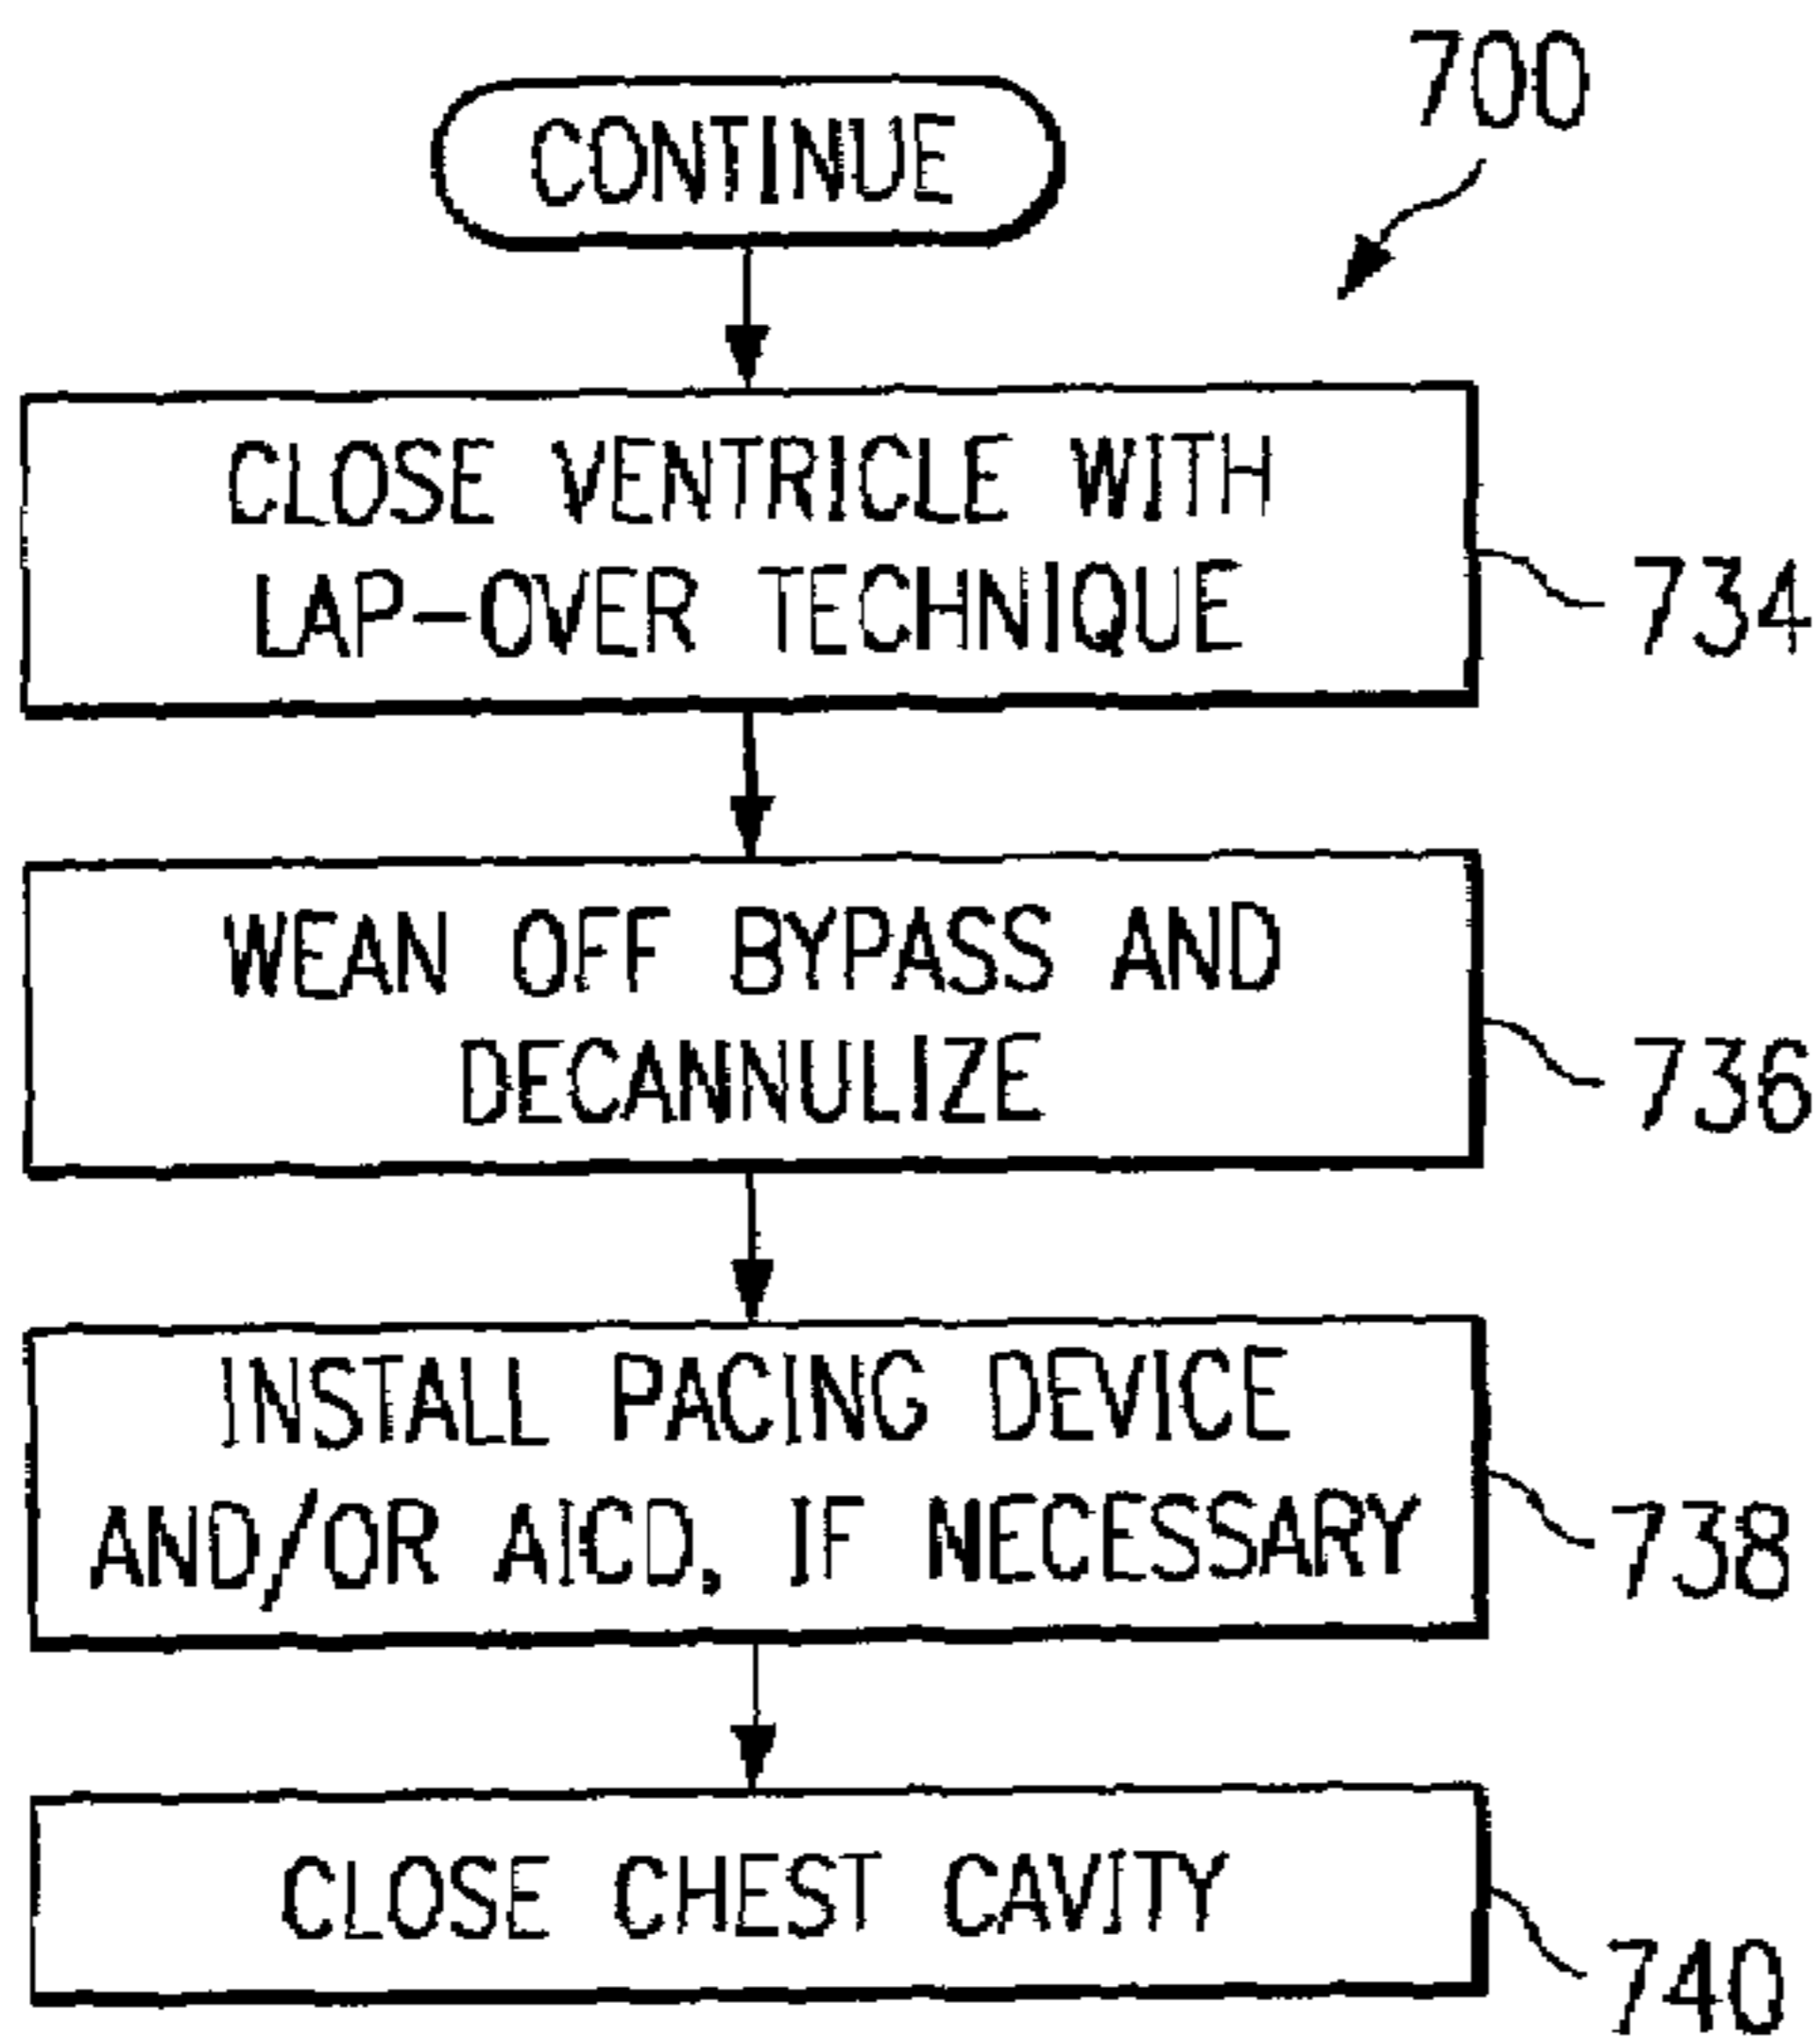 700
CONTINUE
CLOSE VENTRICLE WITH
LAP-OVER TECHNIQUE
734
WEAN OFF BYPASS AND
DECANNULIZE
736
INSTALL PACING DEVICE
AND/OR AICD, IF NECESSARY
738
CLOSE CHEST CAVITY
740